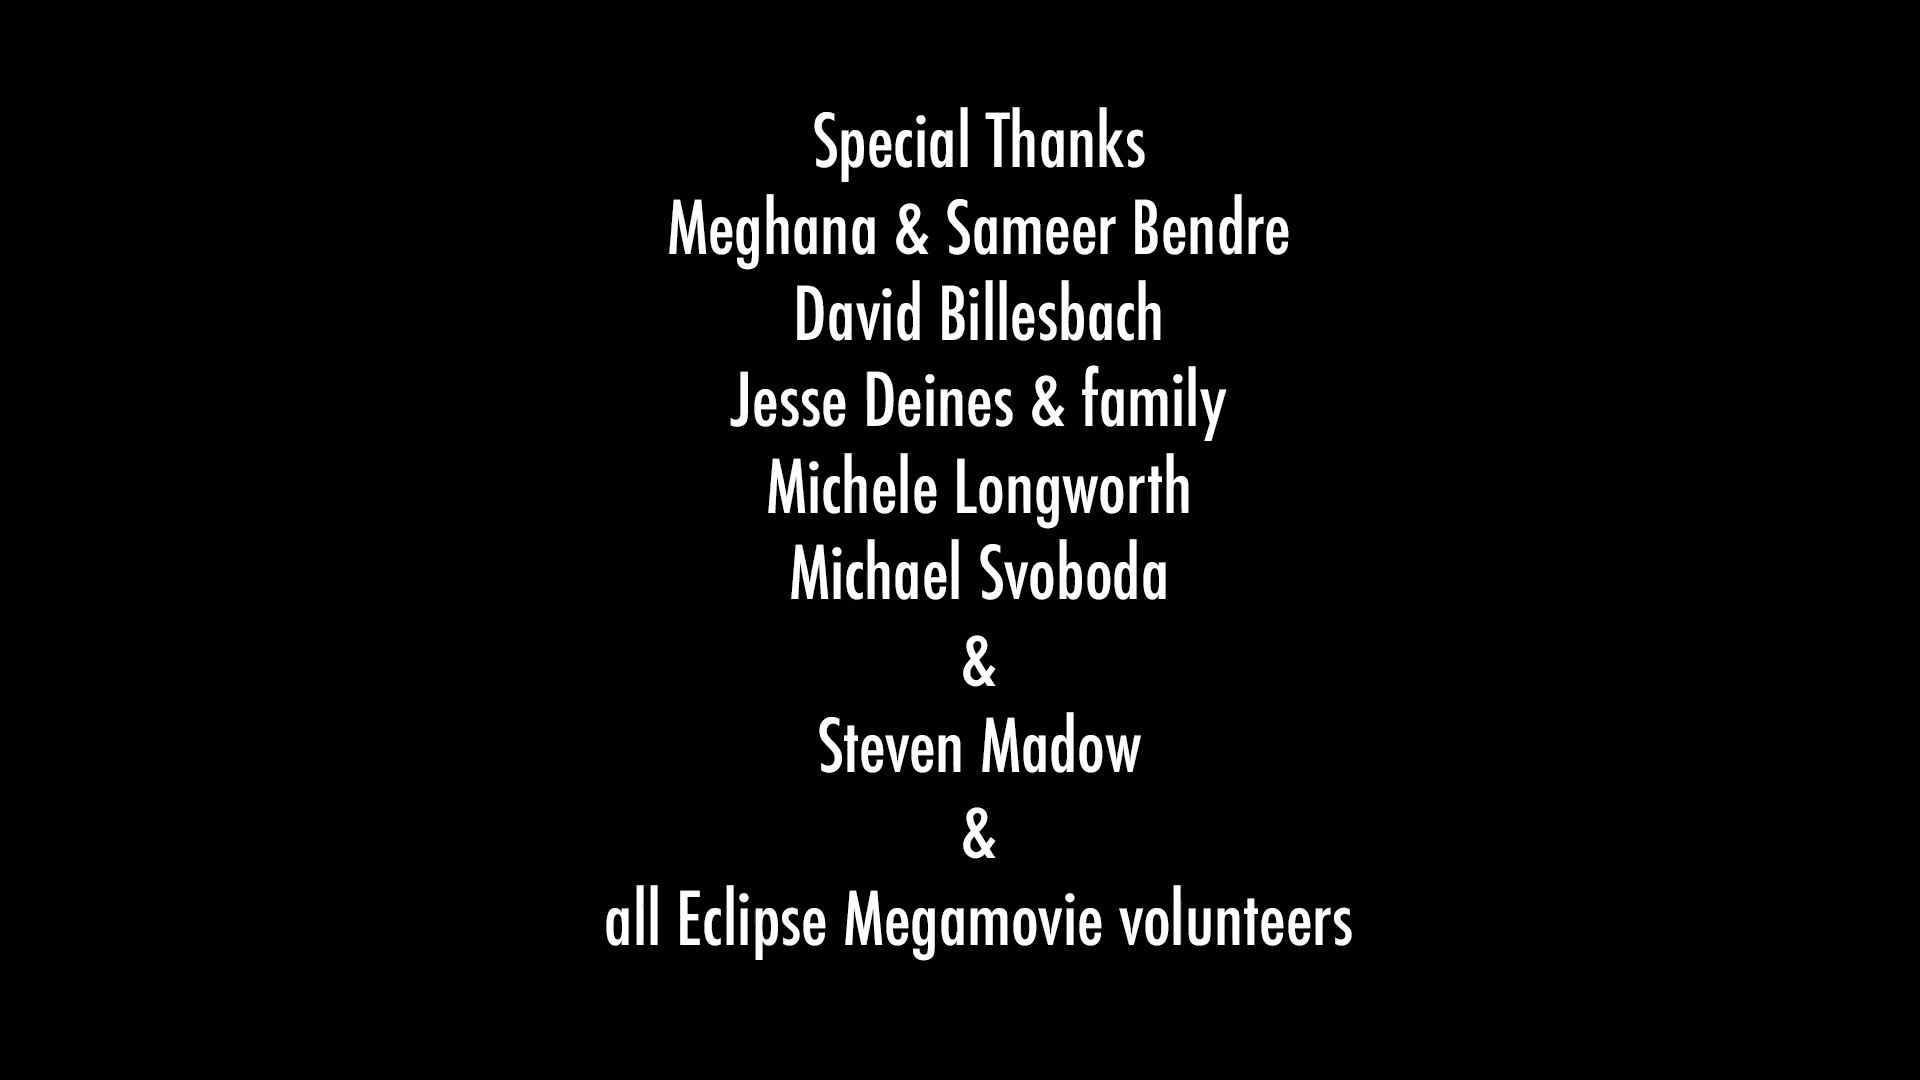 Special Thanks
Meghana & Sameer Bendre
David Billesbach
Jesse Deines & family
Michele Longworth
Michael Svoboda
&
Steven Madow
&
all Eclipse Megamovie volunteers